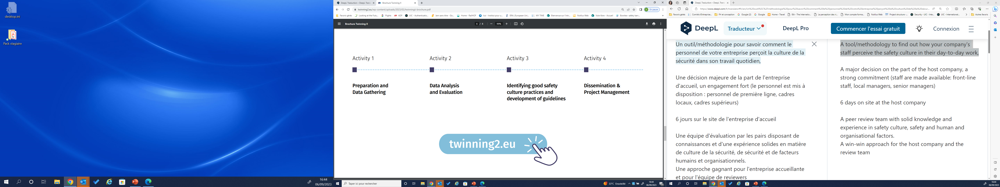 desktop.ini
Pack stagiaire
16:44
06/09/2023
DeepL Traduction – DeepL Trans
Brochure Twinning II
twinning2.eu/wp-content/uploads/2023/02/twinningii-brochure.pdf
En pause
Favoris gérés
Looking at the Futu...
Flights
ADP
UIC - Authenticatio...
Jam sans titre - Go...
Home - RailHOF
Icsi - Institut pour u...
ERA | European Uni...
MY TIME
Bienvenue sur l'intr...
Notilus Web
Voie-libre - Accueil
Bowties- safety barr...
Brochure Twinning II
6 / 8
99%
Activity 1
Activity 2
Activity 3
Activity 4
Preparation and
Data Gathering
Data Analysis
and Evaluation
Identifying good safety
culture practices and
development of guidelines
Dissemination &
Project Management
twinning2.eu
Taper ici pour rechercher
33°C Ensoleillé
16:44
06/09/2023
DeepL Traduction – DeepL Trans
https://www.deepl.com/fr/translator#fr/en/Un%20outil%5C%2Fméthodologie%20pour%20savoir%20comment%20le%20personnel%20de%20votre%20entreprise%20perçoit%20la%20culture%20de%20la%20sécur...
Favoris gérés
Comité d'Entreprise...
FH et conception
Google (2)
Google
Home - Travel
IEA - The Internatio...
La perception des ri...
Mon compte forma...
Notilus Web
Project structure -...
Security - UIC - Inte...
UIC - International...
Autres favoris
DeepL
Traducteur
DeepL Pro
Commencer l'essai gratuit
Connexion
Un outil/méthodologie pour savoir comment le
personnel de votre entreprise perçoit la culture de la
sécurité dans son travail quotidien,
Une décision majeure de la part de l'entreprise
d'accueil, un engagement fort (le personnel est mis à
disposition : personnel de première ligne, cadres
locaux, cadres supérieurs)
6 jours sur le site de l'entreprise d'accueil
Une équipe d'évaluation par les pairs disposant de
connaissances et d'une expérience solides en matière
de culture de la sécurité, de sécurité et de facteurs
humains et organisationnels.
Une approche gagnant pour l'entreprise accueillante
et pour l'équipe de reviewers
A tool/methodology to find out how your company's
staff perceive the safety culture in their day-to-day work,
A major decision on the part of the host company, a
strong commitment (staff are made available: front-line
staff, local managers, senior managers)
6 days on site at the host company
A peer review team with solid knowledge and
experience in safety culture, safety and human and
organisational factors.
A win-win approach for the host company and the
review team
16:44
06/09/2023